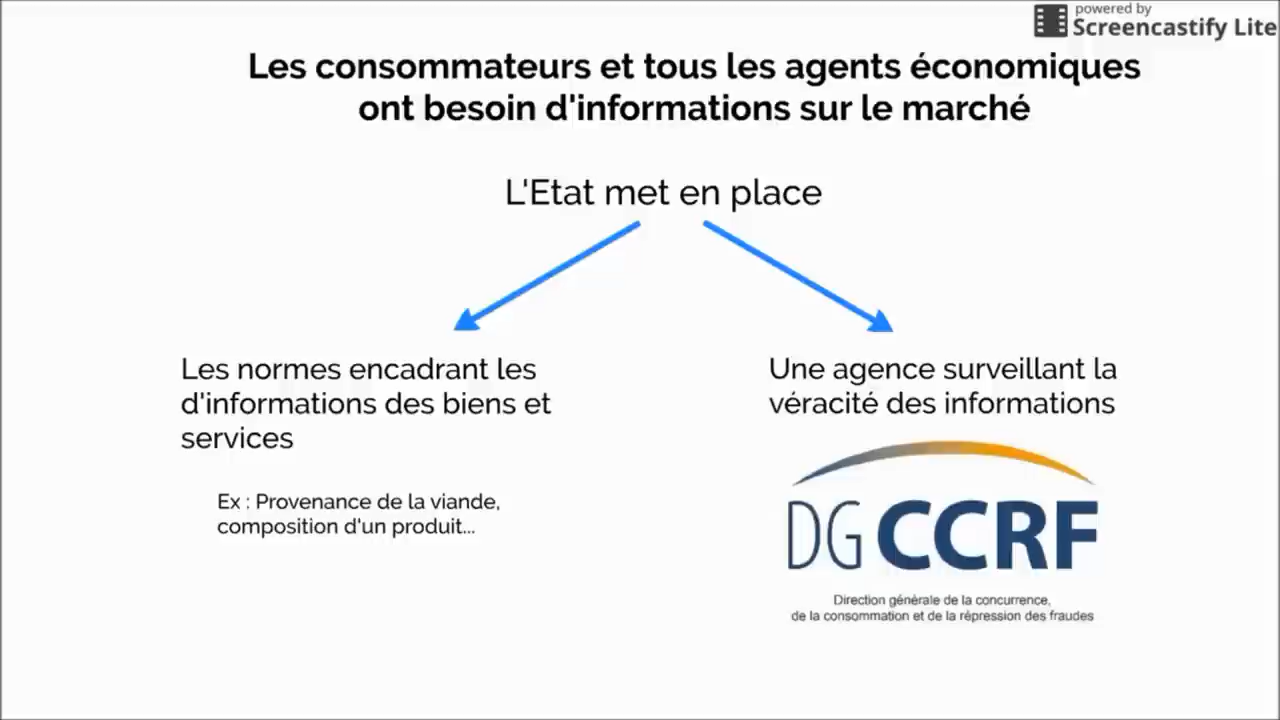 powered by
Screencastify Lite
Les consommateurs et tous les agents économiques
ont besoin d'informations sur le marché
L'Etat met en place
Les normes encadrant les
d'informations des biens et
services
Ex : Provenance de la viande,
composition d'un produit...
Une agence surveillant la
véracité des informations
DGCCRF
Direction générale de la concurrence,
de la consommation et de la répression des fraudes